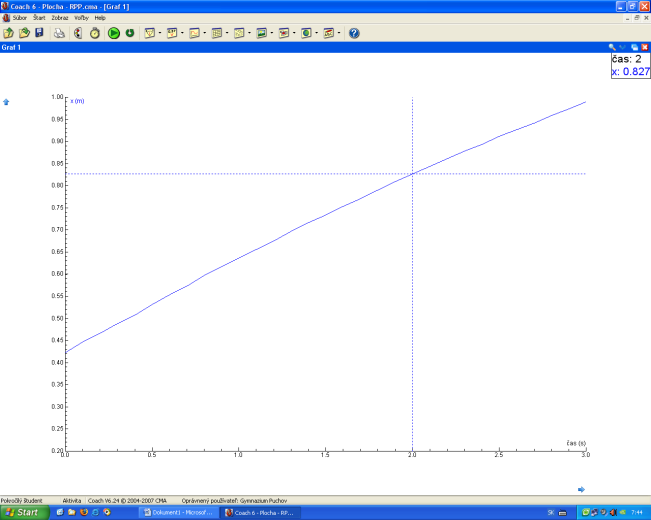 Coach 6 - Plocha - RPP.cma - [Graf 1]
Súbor Štart Zobraz Voľby Help
Graf 1
čas: 2
x: 0.827
x (m)
1.00
0.95
0.90
0.85
0.80
0.75
0.70
0.65
0.60
0.55
0.50
0.45
0.40
0.35
0.30
0.25
0.20
čas (s)
0.0 0.5 1.0 1.5 2.0 2.5 3.0
Pokročilý študent Aktivita Coach V6.24 © 2004-2007 CMA Oprávnený používateľ: Gymnazium Puchov
Start Dokument1 - Microsof... Coach 6 - Plocha - RP... SK 7:44